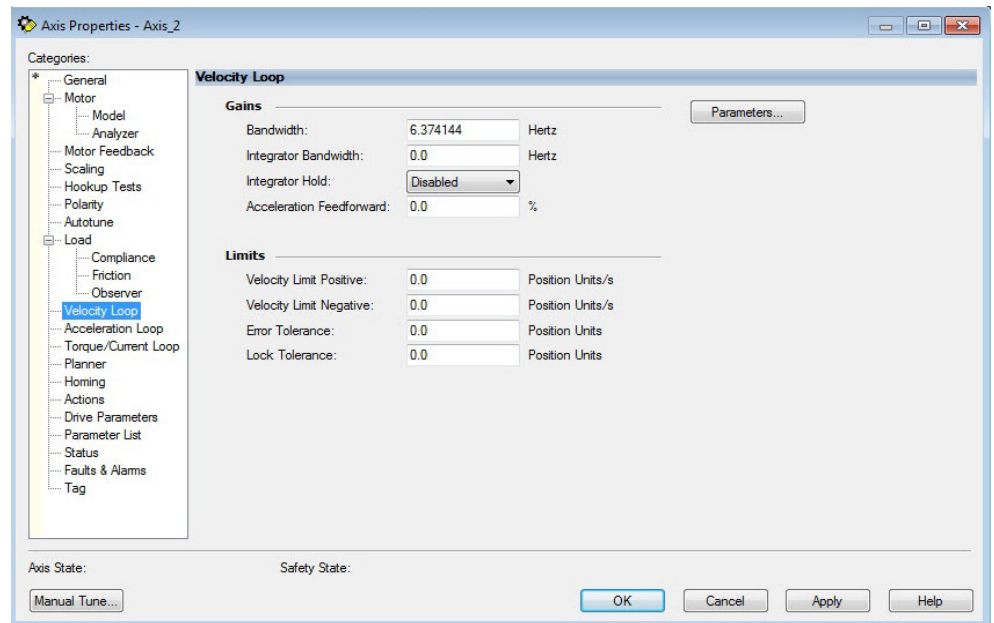 Axis Properties - Axis_2
Categories:
* General
Motor
Model
Analyzer
Motor Feedback
Scaling
Hookup Tests
Polarity
Autotune
Load
Compliance
Friction
Observer
Velocity Loop
Acceleration Loop
Torque/Current Loop
Planner
Homing
Actions
Drive Parameters
Parameter List
Status
Faults & Alarms
Tag
Velocity Loop
Gains
Parameters...
Bandwidth: 6.374144 Hertz
Integrator Bandwidth: 0.0 Hertz
Integrator Hold: Disabled
Acceleration Feedforward: 0.0 %
Limits
Velocity Limit Positive: 0.0 Position Units/s
Velocity Limit Negative: 0.0 Position Units/s
Error Tolerance: 0.0 Position Units
Lock Tolerance: 0.0 Position Units
Axis State: Safety State:
Manual Tune... OK Cancel Apply Help